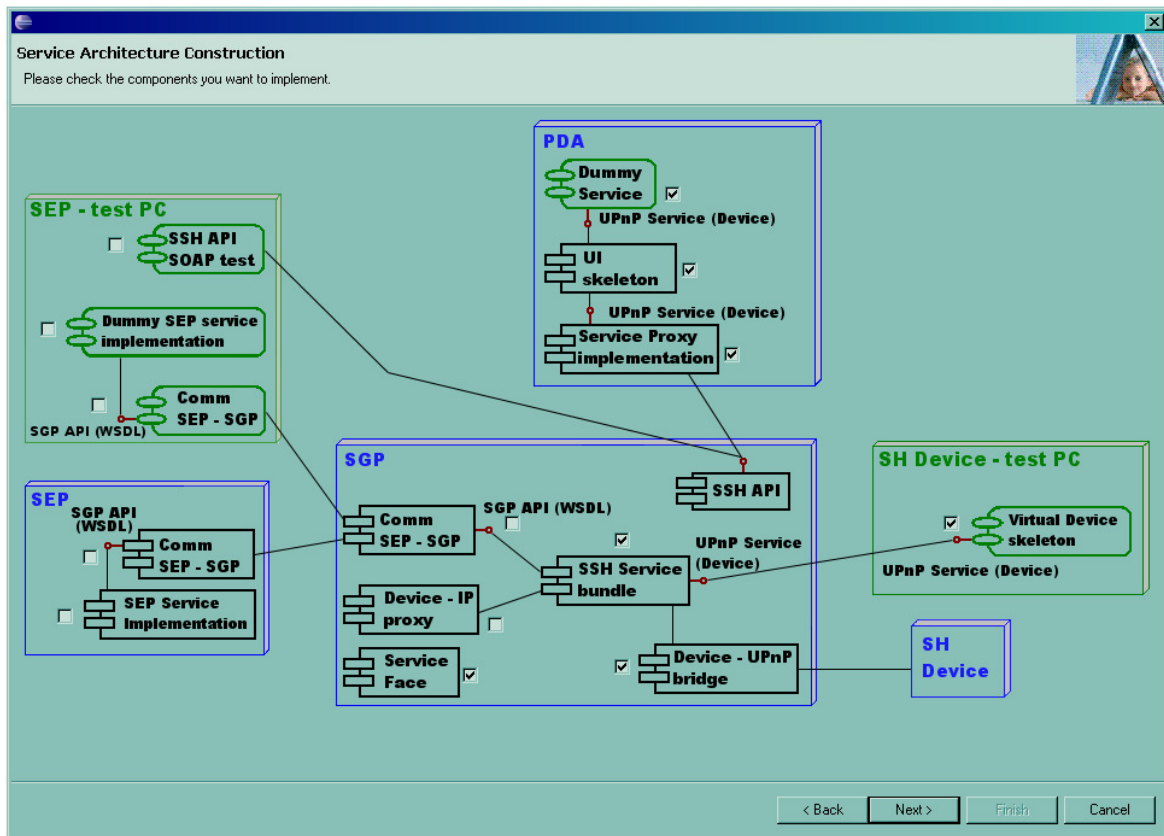 Service Architecture Construction
Please check the components you want to implement.
PDA
Dummy
Service
UPnP Service (Device)
UI
skeleton
UPnP Service (Device)
Service Proxy
implementation
SEP - test PC
SSH API
SOAP test
Dummy SEP service
implementation
Comm
SEP - SGP
SGP API (WSDL)
SEP
SGP API
(WSDL)
Comm
SEP - SGP
SEP Service
Implementation
SGP
SSH API
Comm
SEP - SGP
SGP API (WSDL)
SSH Service
bundle
UPnP Service
(Device)
Device - IP
proxy
Service
Face
Device - UPnP
bridge
SH Device - test PC
Virtual Device
skeleton
UPnP Service (Device)
SH
Device
< Back
Next >
Finish
Cancel